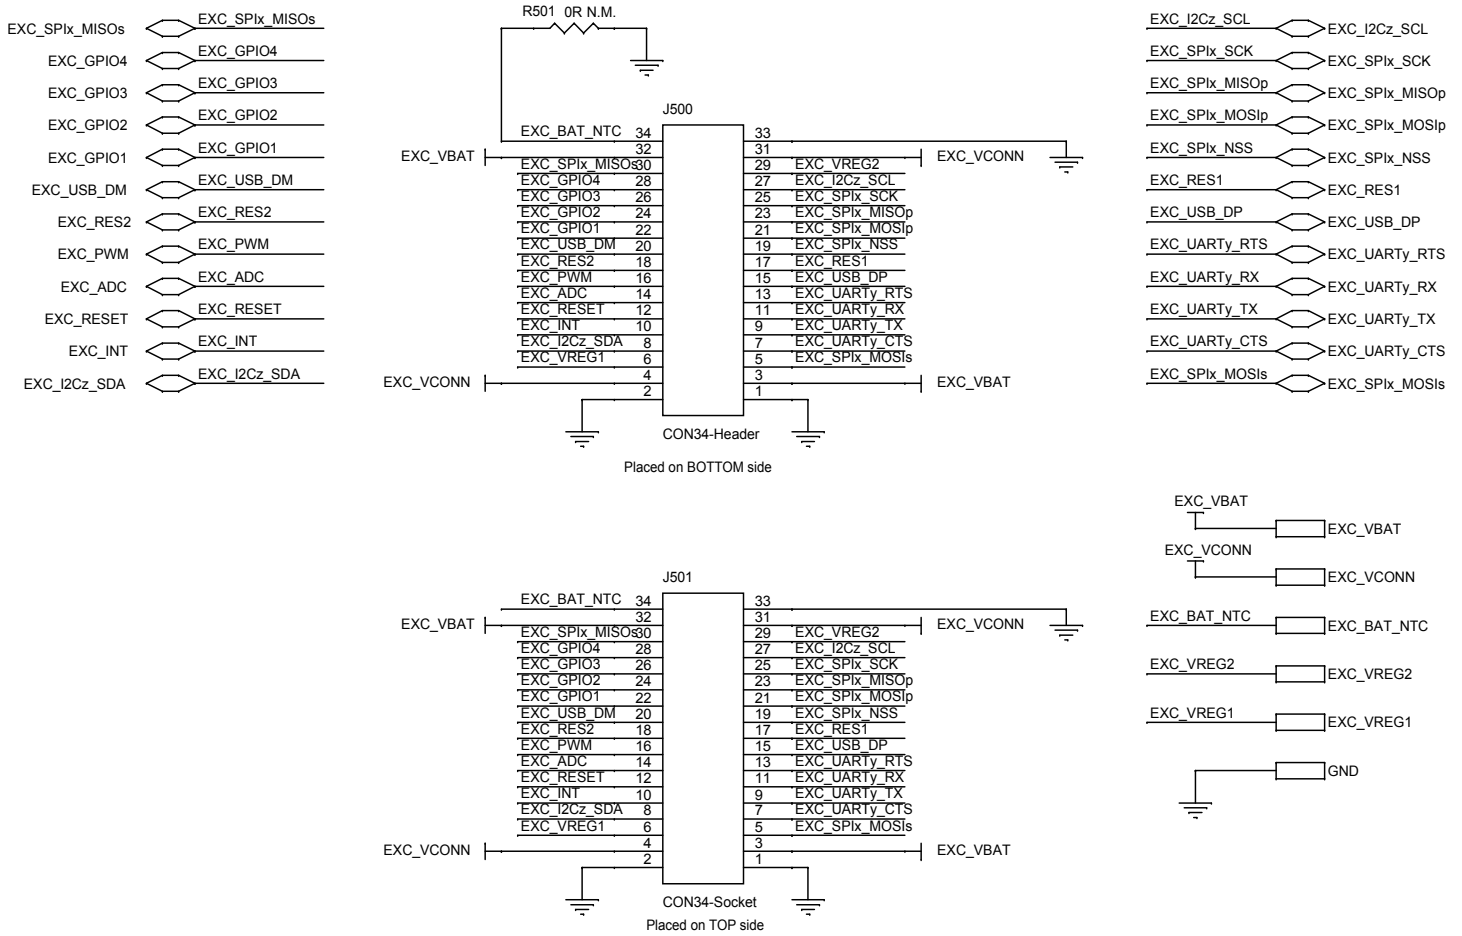 EXC_SPIx_MISOs EXC_SPIx_MISOs
EXC_GPIO4 EXC_GPIO4
EXC_GPIO3 EXC_GPIO3
EXC_GPIO2 EXC_GPIO2
EXC_GPIO1 EXC_GPIO1
EXC_USB_DM EXC_USB_DM
EXC_RES2 EXC_RES2
EXC_PWM EXC_PWM
EXC_ADC EXC_ADC
EXC_RESET EXC_RESET
EXC_INT EXC_INT
EXC_I2Cz_SDA EXC_I2Cz_SDA
R501 0R N.M.
J500
EXC_BAT_NTC 34 33
EXC_VBAT 32 31 EXC_VCONN
EXC_SPIx_MISOs 30 29 EXC_VREG2
EXC_GPIO4 28 27 EXC_I2Cz_SCL
EXC_GPIO3 26 25 EXC_SPIx_SCK
EXC_GPIO2 24 23 EXC_SPIx_MISOp
EXC_GPIO1 22 21 EXC_SPIx_MOSIp
EXC_USB_DM 20 19 EXC_SPIx_NSS
EXC_RES2 18 17 EXC_RES1
EXC_PWM 16 15 EXC_USB_DP
EXC_ADC 14 13 EXC_UARTy_RTS
EXC_RESET 12 11 EXC_UARTy_RX
EXC_INT 10 9 EXC_UARTy_TX
EXC_I2Cz_SDA 8 7 EXC_UARTy_CTS
EXC_VREG1 6 5 EXC_SPIx_MOSIs
EXC_VCONN 4 3 EXC_VBAT
2 1
CON34-Header
Placed on BOTTOM side
EXC_I2Cz_SCL EXC_I2Cz_SCL
EXC_SPIx_SCK EXC_SPIx_SCK
EXC_SPIx_MISOp EXC_SPIx_MISOp
EXC_SPIx_MOSIp EXC_SPIx_MOSIp
EXC_SPIx_NSS EXC_SPIx_NSS
EXC_RES1 EXC_RES1
EXC_USB_DP EXC_USB_DP
EXC_UARTy_RTS EXC_UARTy_RTS
EXC_UARTy_RX EXC_UARTy_RX
EXC_UARTy_TX EXC_UARTy_TX
EXC_UARTy_CTS EXC_UARTy_CTS
EXC_SPIx_MOSIs EXC_SPIx_MOSIs
J501
EXC_BAT_NTC 34 33
EXC_VBAT 32 31 EXC_VCONN
EXC_SPIx_MISOs 30 29 EXC_VREG2
EXC_GPIO4 28 27 EXC_I2Cz_SCL
EXC_GPIO3 26 25 EXC_SPIx_SCK
EXC_GPIO2 24 23 EXC_SPIx_MISOp
EXC_GPIO1 22 21 EXC_SPIx_MOSIp
EXC_USB_DM 20 19 EXC_SPIx_NSS
EXC_RES2 18 17 EXC_RES1
EXC_PWM 16 15 EXC_USB_DP
EXC_ADC 14 13 EXC_UARTy_RTS
EXC_RESET 12 11 EXC_UARTy_RX
EXC_INT 10 9 EXC_UARTy_TX
EXC_I2Cz_SDA 8 7 EXC_UARTy_CTS
EXC_VREG1 6 5 EXC_SPIx_MOSIs
EXC_VCONN 4 3 EXC_VBAT
2 1
CON34-Socket
Placed on TOP side
EXC_VBAT
EXC_VBAT
EXC_VCONN
EXC_VCONN
EXC_BAT_NTC EXC_BAT_NTC
EXC_VREG2 EXC_VREG2
EXC_VREG1 EXC_VREG1
GND